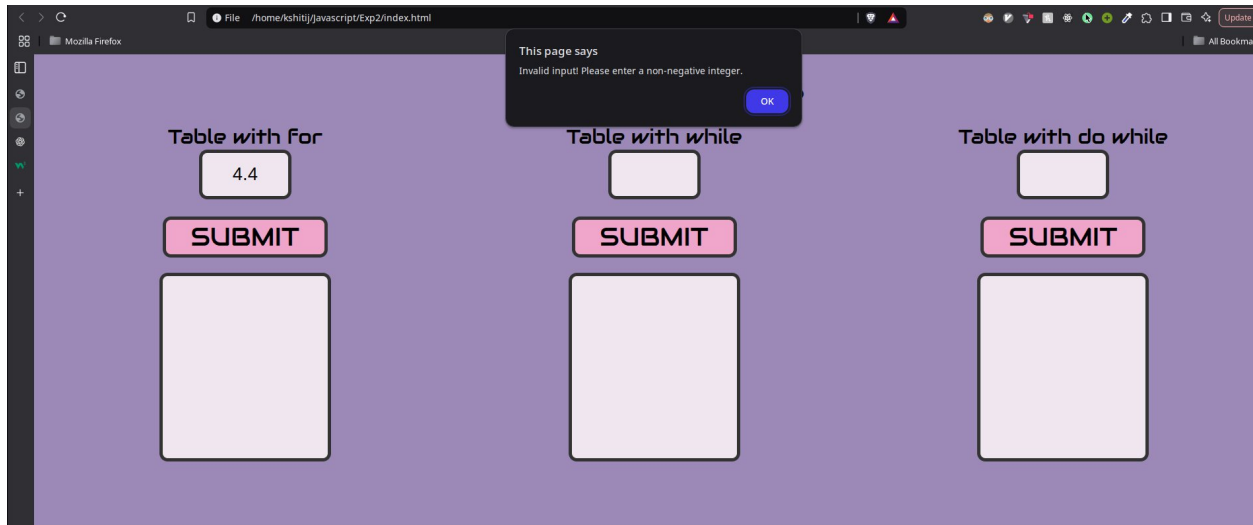 File /home/kshitij/Javascript/Exp2/index.html
Update
Mozilla Firefox
All Bookma
This page says
Invalid input! Please enter a non-negative integer.
OK
Table with for
Table with while
Table with do while
4.4
SUBMIT
SUBMIT
SUBMIT